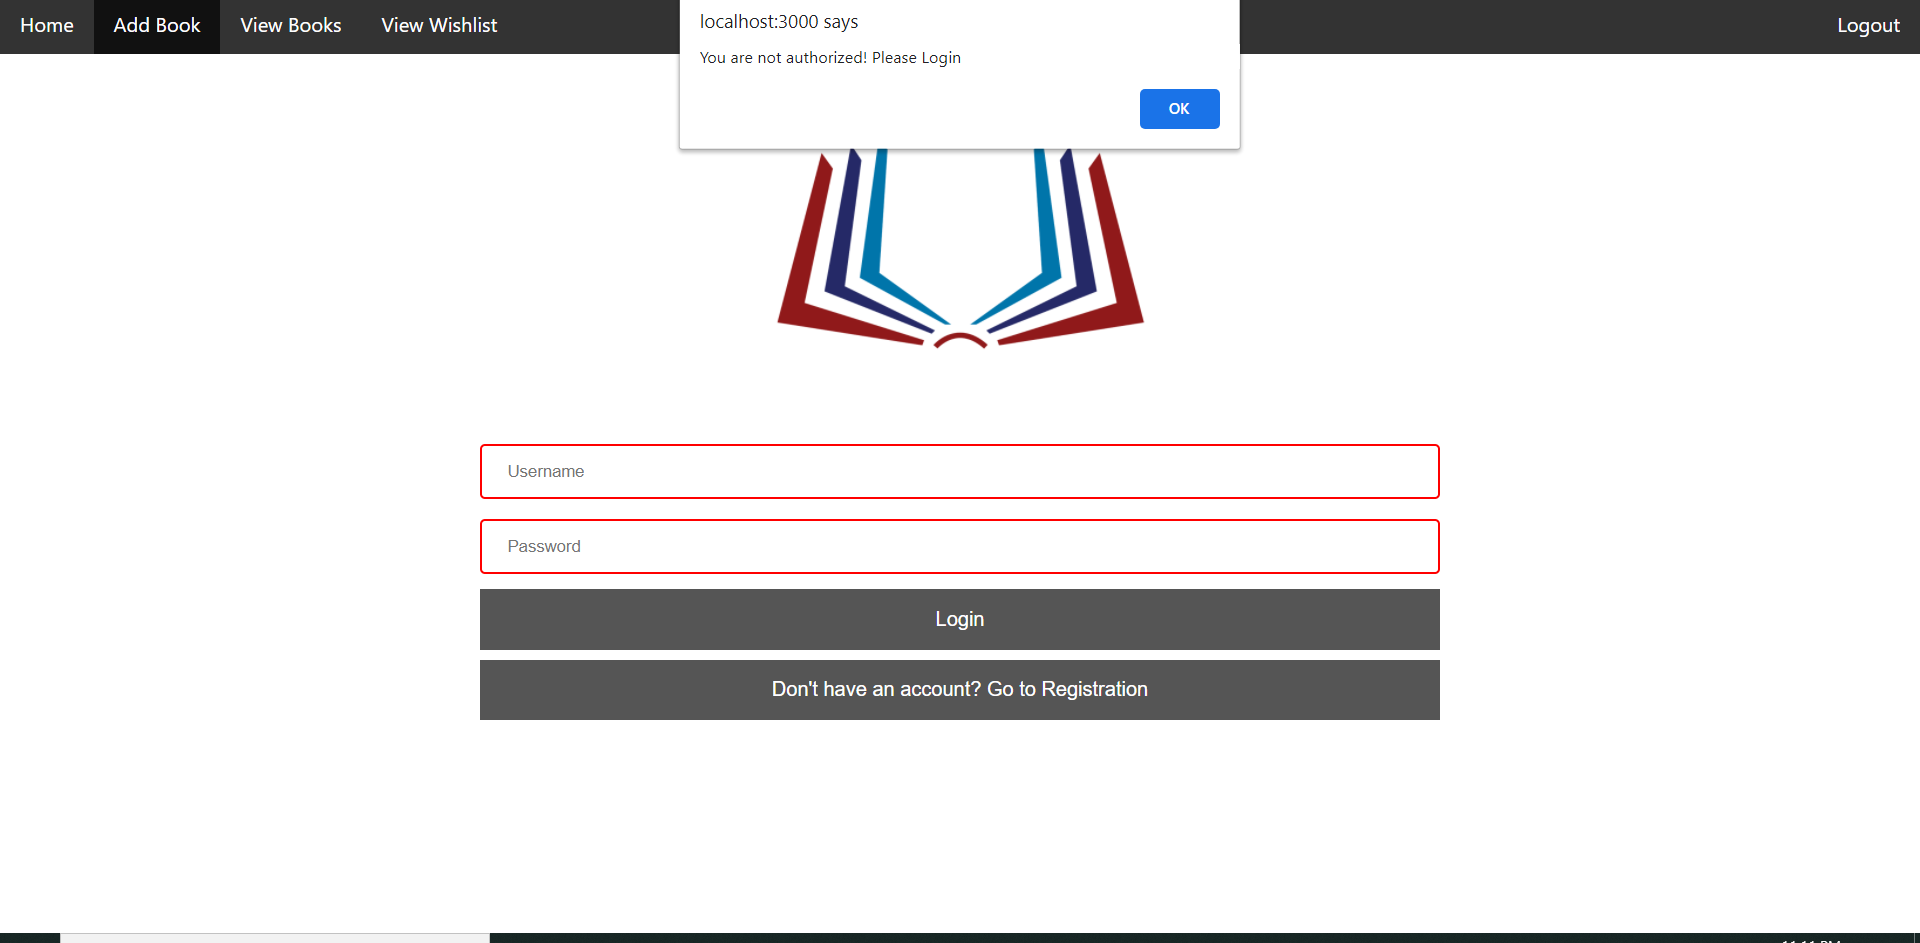 Home Add Book View Books View Wishlist Logout
localhost:3000 says
You are not authorized! Please Login
OK
Username
Password
Login
Don't have an account? Go to Registration